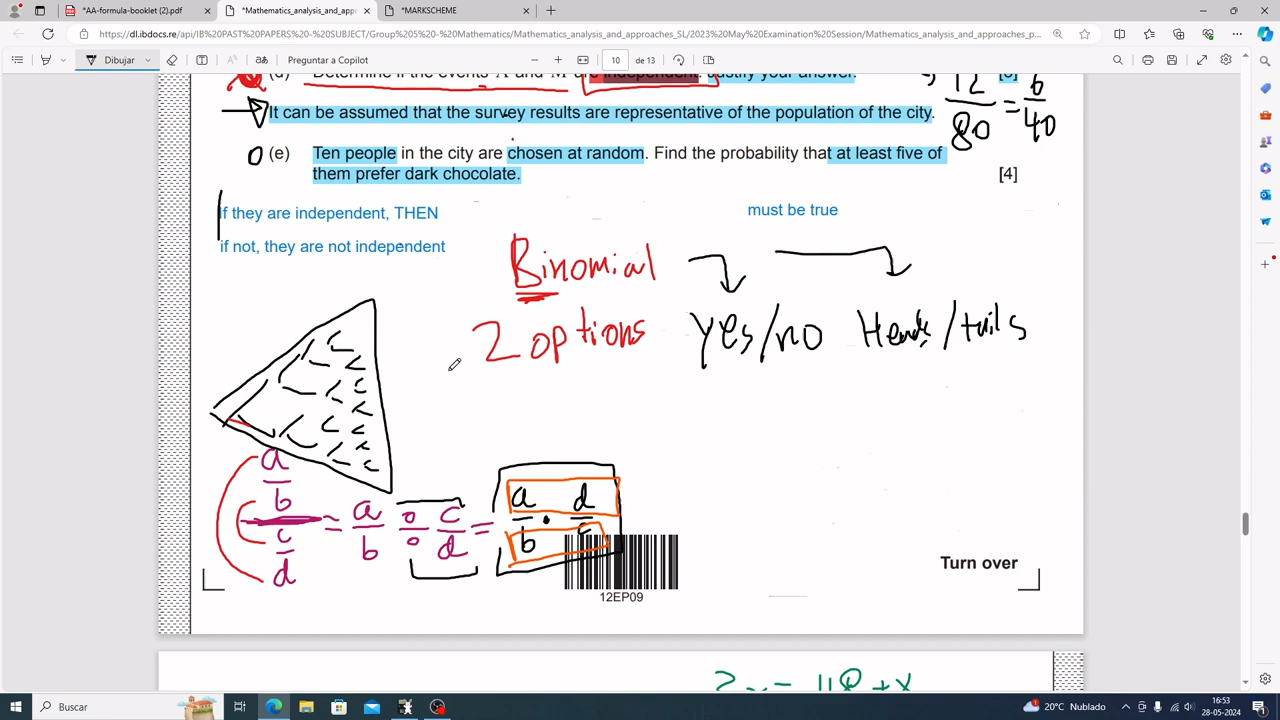 *AA-formula-booklet (2).pdf
*Mathematics_analysis_and_app
*MARKSCHEME
https://dl.ibdocs.re/api/IB%20PAST%20PAPERS%20-%20SUBJECT/Group%205%20-%20Mathematics/Mathematics_analysis_and_approaches_SL/2023%20May%20Examination%20Session/Mathematics_analysis_and_approaches_p...
Dibujar
Preguntar a Copilot
10 de 13
(d) Determine if the events and M are independent. Justify your answer.
12/80 = 6/40
It can be assumed that the survey results are representative of the population of the city.
(e) Ten people in the city are chosen at random. Find the probability that at least five of
them prefer dark chocolate. [4]
If they are independent, THEN must be true
if not, they are not independent
Binomial
2 options yes/no Heads/tails
a/b
c/d
= a/b ÷ c/d = a/b · d/c
Turn over
12EP09
Buscar
20°C Nublado
16:53
28-05-2024